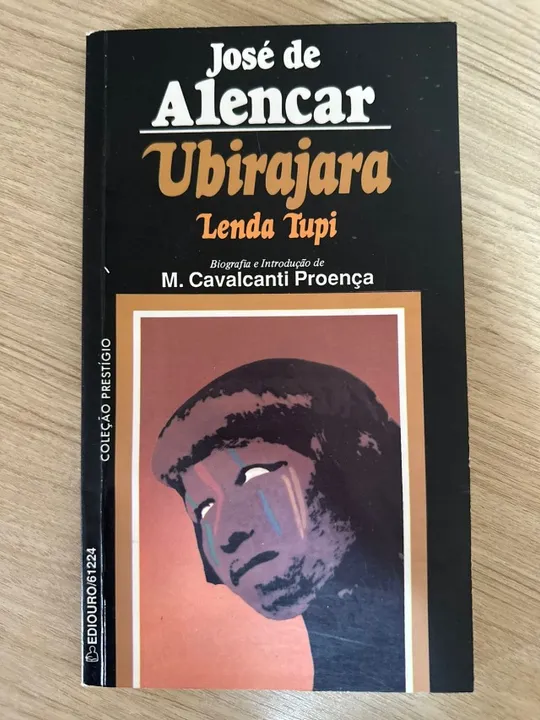 José de
Alencar
Ubirajara
Lenda Tupi
Biografia e Introdução de
M. Cavalcanti Proença
COLEÇÃO PRESTÍGIO
EDIOURO/61224